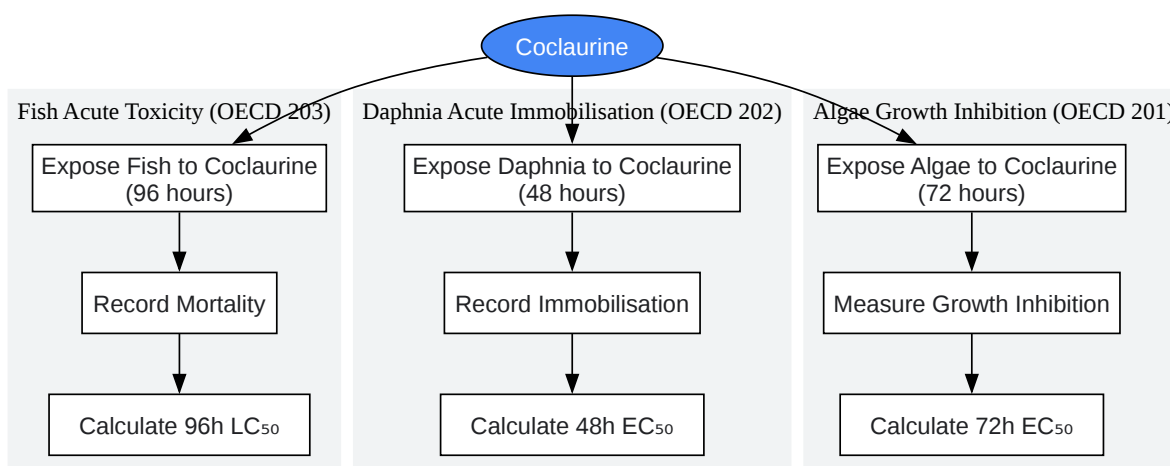 Coclaurine
Fish Acute Toxicity (OECD 203)
Expose Fish to Coclaurine
(96 hours)
Record Mortality
Calculate 96h LC₅₀
Daphnia Acute Immobilisation (OECD 202)
Expose Daphnia to Coclaurine
(48 hours)
Record Immobilisation
Calculate 48h EC₅₀
Algae Growth Inhibition (OECD 201)
Expose Algae to Coclaurine
(72 hours)
Measure Growth Inhibition
Calculate 72h EC₅₀